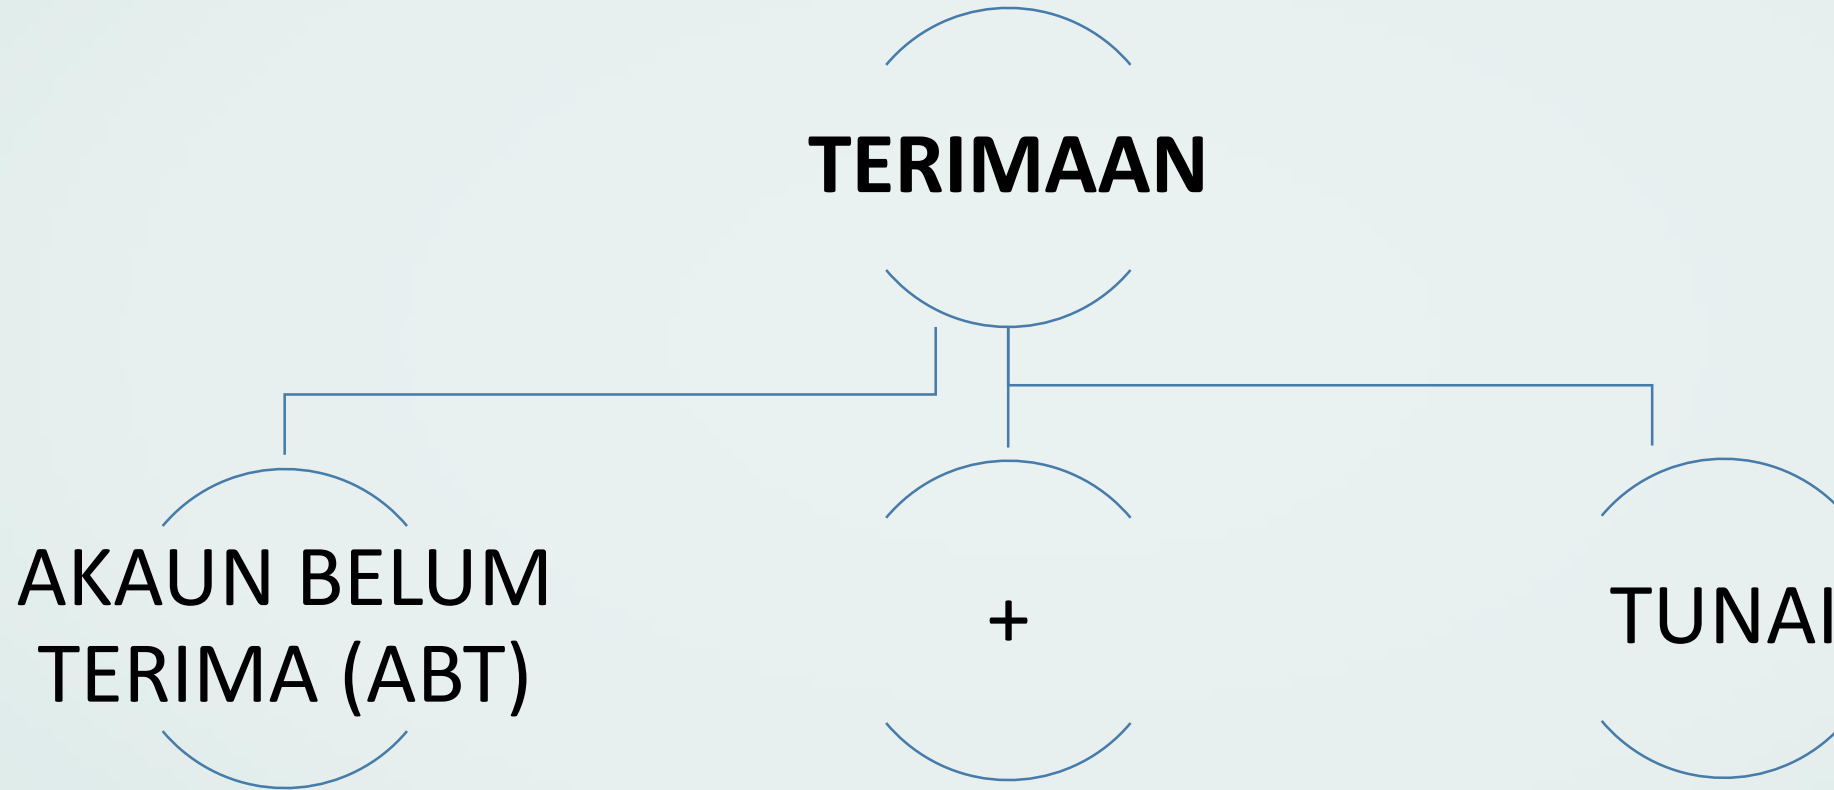 TERIMAAN
AKAUN BELUM
TERIMA (ABT)
+
TUNAI